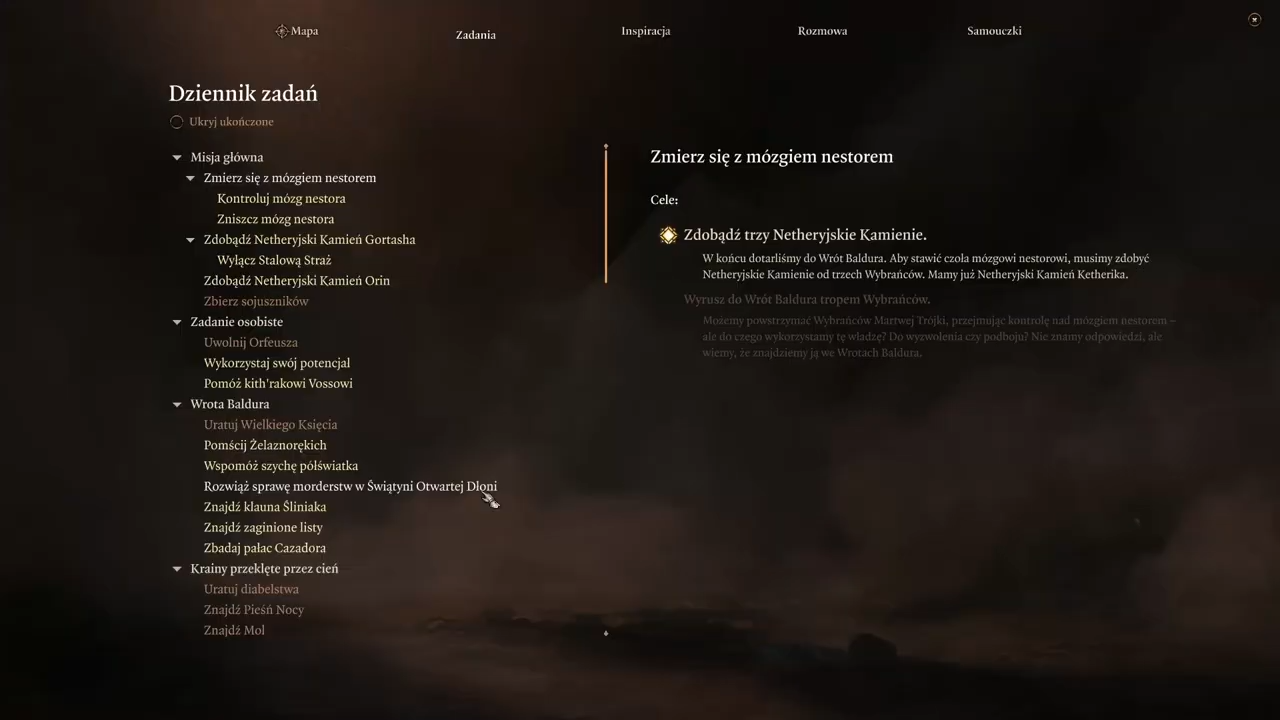 Mapa
Zadania
Inspiracja
Rozmowa
Samouczki
Dziennik zadań
Ukryj ukończone
Misja główna
Zmierz się z mózgiem nestorem
Kontroluj mózg nestora
Zniszcz mózg nestora
Zdobądź Netheryjski Kamień Gortasha
Wyłącz Stalową Straż
Zdobądź Netheryjski Kamień Orin
Zbierz sojuszników
Zadanie osobiste
Uwolnij Orfeusza
Wykorzystaj swój potencjał
Pomóż kith'rakowi Vossowi
Wrota Baldura
Uratuj Wielkiego Księcia
Pomścij Żelaznorękich
Wspomóż szychę półświatka
Rozwiąż sprawę morderstw w Świątyni Otwartej Dłoni
Znajdź klauna Śliniaka
Znajdź zaginione listy
Zbadaj pałac Cazadora
Krainy przeklęte przez cień
Uratuj diabelstwa
Znajdź Pieśń Nocy
Znajdź Mol
Zmierz się z mózgiem nestorem
Cele:
Zdobądź trzy Netheryjskie Kamienie.
W końcu dotarliśmy do Wrót Baldura. Aby stawić czoła mózgowi nestorowi, musimy zdobyć
Netheryjskie Kamienie od trzech Wybrańców. Mamy już Netheryjski Kamień Ketherika.
Wyrusz do Wrót Baldura tropem Wybrańców.
Możemy powstrzymać Wybrańców Martwej Trójki, przejmując kontrolę nad mózgiem nestorem –
ale do czego wykorzystamy tę władzę? Do wyzwolenia czy podboju? Nie znamy odpowiedzi, ale
wiemy, że znajdziemy ją we Wrotach Baldura.